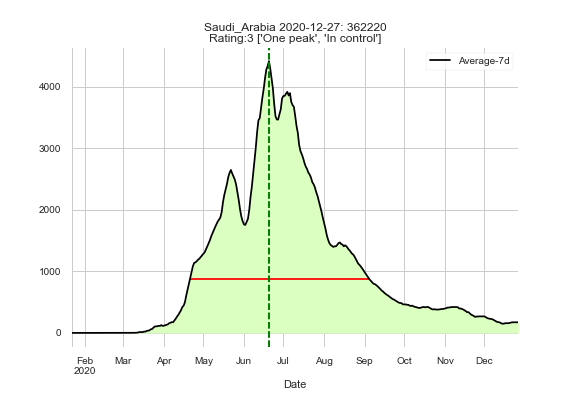 Saudi_Arabia 2020-12-27: 362220
Rating:3 ['One peak', 'In control']
Average-7d
4000
3000
2000
1000
0
Feb Mar Apr May Jun Jul Aug Sep Oct Nov Dec
2020
Date